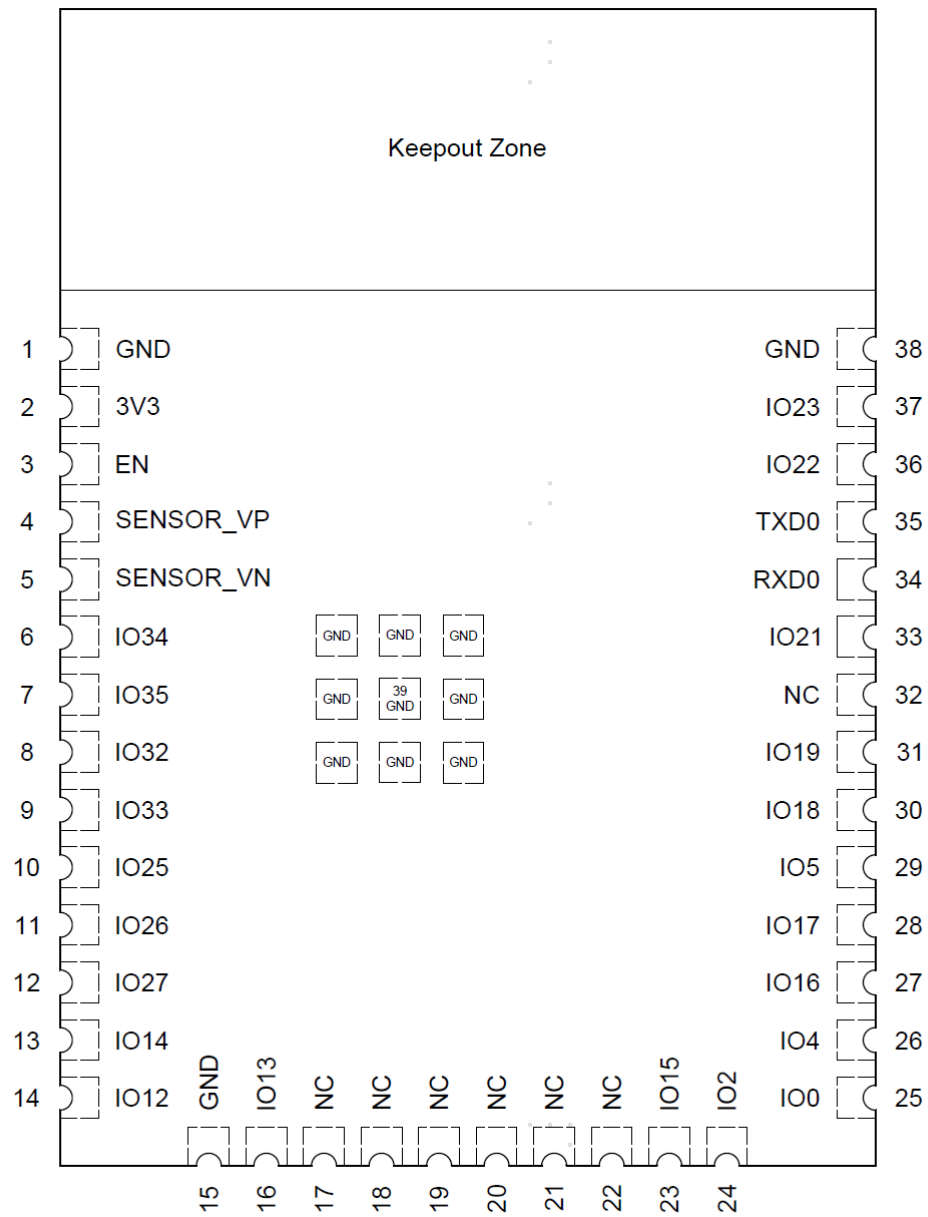 Keepout Zone
1 GND
2 3V3
3 EN
4 SENSOR_VP
5 SENSOR_VN
6 IO34
7 IO35
8 IO32
9 IO33
10 IO25
11 IO26
12 IO27
13 IO14
14 IO12
GND GND GND
GND 39 GND GND
GND GND GND
GND 38
IO23 37
IO22 36
TXD0 35
RXD0 34
IO21 33
NC 32
IO19 31
IO18 30
IO5 29
IO17 28
IO16 27
IO4 26
IO0 25
GND IO13 NC NC NC NC NC NC IO15 IO2
15 16 17 18 19 20 21 22 23 24